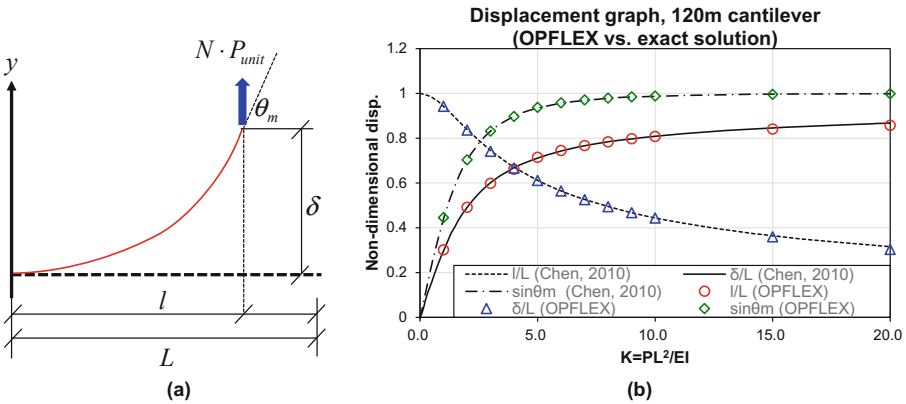 y
N · P_unit
θ_m
δ
l
L
(a)
Displacement graph, 120m cantilever
(OPFLEX vs. exact solution)
Non-dimensional disp.
1.2
1
0.8
0.6
0.4
0.2
0
0.0
5.0
10.0
15.0
20.0
l/L (Chen, 2010)
δ/L (Chen, 2010)
sinθm (Chen, 2010)
l/L (OPFLEX)
δ/L (OPFLEX)
sinθm (OPFLEX)
K=PL²/EI
(b)